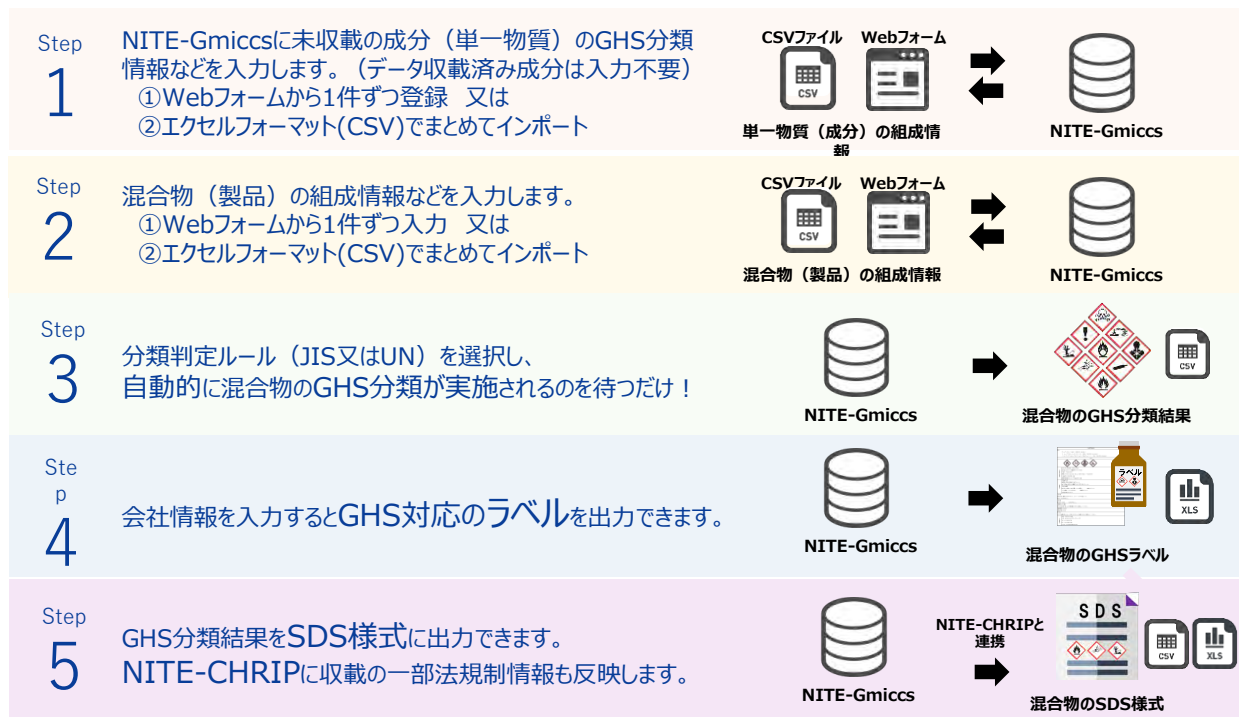 Step
1
NITE-Gmiccsに未収載の成分（単一物質）のGHS分類
情報などを入力します。（データ収載済み成分は入力不要）
①Webフォームから1件ずつ登録　又は
②エクセルフォーマット(CSV)でまとめてインポート
CSVファイル　Webフォーム
CSV
単一物質（成分）の組成情
報
NITE-Gmiccs
Step
2
混合物（製品）の組成情報などを入力します。
①Webフォームから1件ずつ入力　又は
②エクセルフォーマット(CSV)でまとめてインポート
CSVファイル　Webフォーム
CSV
混合物（製品）の組成情報
NITE-Gmiccs
Step
3
分類判定ルール（JIS又はUN）を選択し、
自動的に混合物のGHS分類が実施されるのを待つだけ！
NITE-Gmiccs
CSV
混合物のGHS分類結果
Ste
p
4
会社情報を入力するとGHS対応のラベルを出力できます。
NITE-Gmiccs
ラベル
XLS
混合物のGHSラベル
Step
5
GHS分類結果をSDS様式に出力できます。
NITE-CHRIPに収載の一部法規制情報も反映します。
NITE-Gmiccs
NITE-CHRIPと
連携
SDS
CSV
XLS
混合物のSDS様式